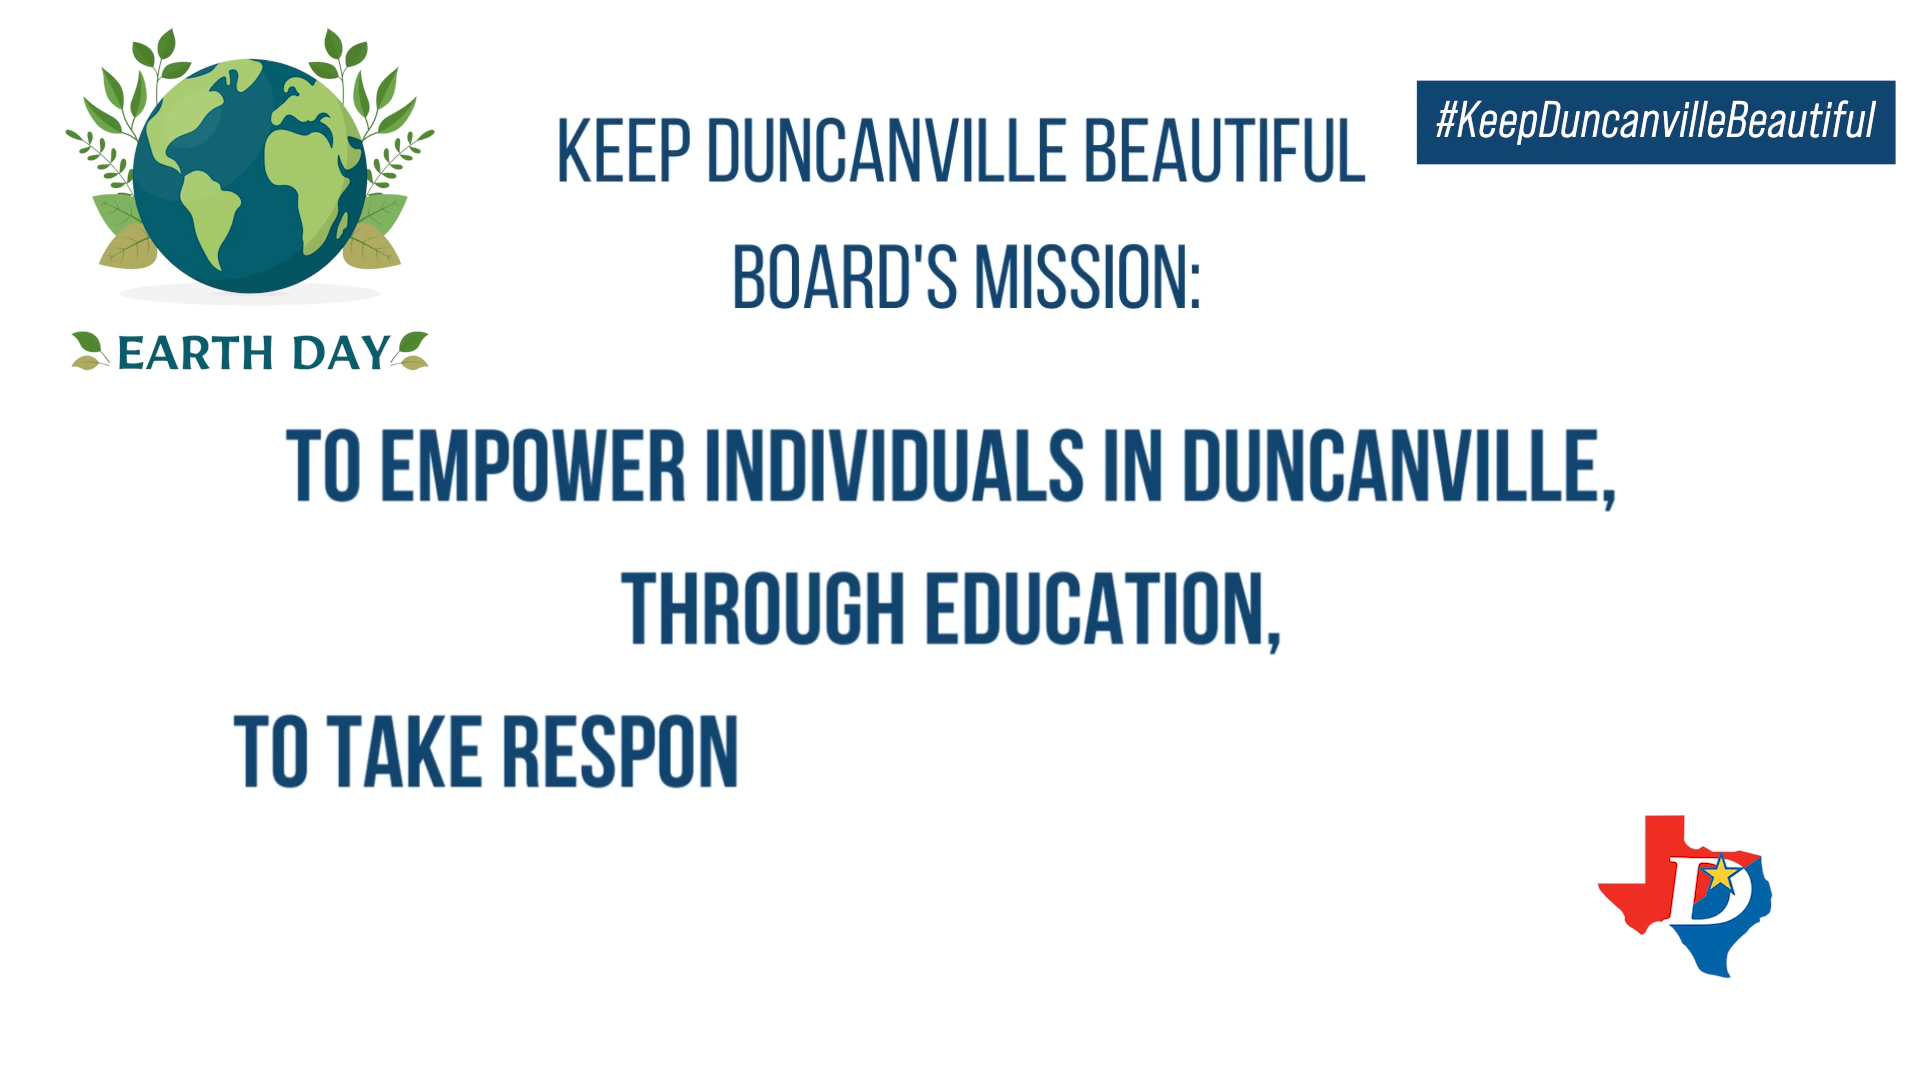 #KeepDuncanvilleBeautiful
KEEP DUNCANVILLE BEAUTIFUL
BOARD'S MISSION:
EARTH DAY
TO EMPOWER INDIVIDUALS IN DUNCANVILLE,
THROUGH EDUCATION,
TO TAKE RESPON
D